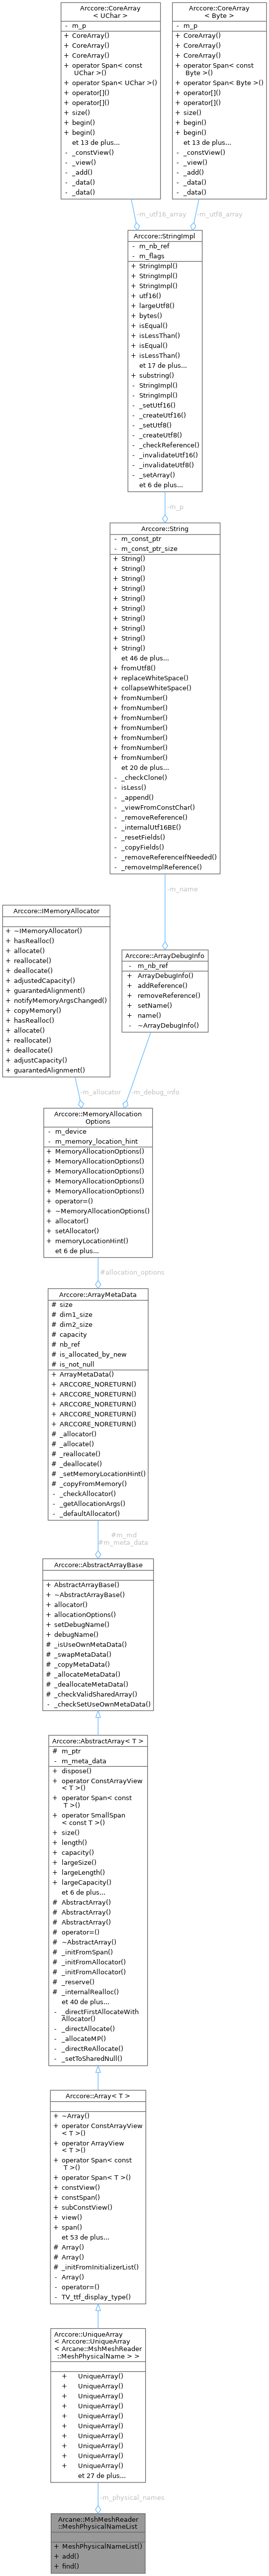 Arccore::CoreArray
< UChar >
- m_p
+ CoreArray()
+ CoreArray()
+ CoreArray()
+ operator Span< const
UChar >()
+ operator Span< UChar >()
+ operator[]()
+ operator[]()
+ size()
+ begin()
+ begin()
et 13 de plus...
- _constView()
- _view()
- _add()
- _data()
- _data()
Arccore::CoreArray
< Byte >
- m_p
+ CoreArray()
+ CoreArray()
+ CoreArray()
+ operator Span< const
Byte >()
+ operator Span< Byte >()
+ operator[]()
+ operator[]()
+ size()
+ begin()
+ begin()
et 13 de plus...
- _constView()
- _view()
- _add()
- _data()
- _data()
-m_utf16_array
-m_utf8_array
Arccore::StringImpl
- m_nb_ref
- m_flags
+ StringImpl()
+ StringImpl()
+ StringImpl()
+ utf16()
+ largeUtf8()
+ bytes()
+ isEqual()
+ isLessThan()
+ isEqual()
+ isLessThan()
et 17 de plus...
+ substring()
- StringImpl()
- StringImpl()
- _setUtf16()
- _createUtf16()
- _setUtf8()
- _createUtf8()
- _checkReference()
- _invalidateUtf16()
- _invalidateUtf8()
- _setArray()
et 6 de plus...
-m_p
Arccore::String
- m_const_ptr
- m_const_ptr_size
+ String()
+ String()
+ String()
+ String()
+ String()
+ String()
+ String()
+ String()
+ String()
+ String()
et 46 de plus...
+ fromUtf8()
+ replaceWhiteSpace()
+ collapseWhiteSpace()
+ fromNumber()
+ fromNumber()
+ fromNumber()
+ fromNumber()
+ fromNumber()
+ fromNumber()
+ fromNumber()
et 20 de plus...
- _checkClone()
- isLess()
- _append()
- _viewFromConstChar()
- _removeReference()
- _internalUtf16BE()
- _resetFields()
- _copyFields()
- _removeReferenceIfNeeded()
- _removeImplReference()
-m_name
Arccore::IMemoryAllocator
+ ~IMemoryAllocator()
+ hasRealloc()
+ allocate()
+ reallocate()
+ deallocate()
+ adjustedCapacity()
+ guarantedAlignment()
+ notifyMemoryArgsChanged()
+ copyMemory()
+ hasRealloc()
+ allocate()
+ reallocate()
+ deallocate()
+ adjustCapacity()
+ guarantedAlignment()
Arccore::ArrayDebugInfo
- m_nb_ref
+ ArrayDebugInfo()
+ addReference()
+ removeReference()
+ setName()
+ name()
- ~ArrayDebugInfo()
-m_allocator
-m_debug_info
Arccore::MemoryAllocation
Options
- m_device
- m_memory_location_hint
+ MemoryAllocationOptions()
+ MemoryAllocationOptions()
+ MemoryAllocationOptions()
+ MemoryAllocationOptions()
+ MemoryAllocationOptions()
+ operator=()
+ ~MemoryAllocationOptions()
+ allocator()
+ setAllocator()
+ memoryLocationHint()
et 6 de plus...
#allocation_options
Arccore::ArrayMetaData
# size
# dim1_size
# dim2_size
# capacity
# nb_ref
# is_allocated_by_new
# is_not_null
+ ArrayMetaData()
+ ARCCORE_NORETURN()
+ ARCCORE_NORETURN()
+ ARCCORE_NORETURN()
+ ARCCORE_NORETURN()
+ ARCCORE_NORETURN()
# _allocator()
# _allocate()
# _reallocate()
# _deallocate()
# _setMemoryLocationHint()
# _copyFromMemory()
- _checkAllocator()
- _getAllocationArgs()
- _defaultAllocator()
#m_md
#m_meta_data
Arccore::AbstractArrayBase
+ AbstractArrayBase()
+ ~AbstractArrayBase()
+ allocator()
+ allocationOptions()
+ setDebugName()
+ debugName()
# _isUseOwnMetaData()
# _swapMetaData()
# _copyMetaData()
# _allocateMetaData()
# _deallocateMetaData()
# _checkValidSharedArray()
- _checkSetUseOwnMetaData()
Arccore::AbstractArray< T >
# m_ptr
- m_meta_data
+ dispose()
+ operator ConstArrayView
< T >()
+ operator Span< const
T >()
+ operator SmallSpan
< const T >()
+ size()
+ length()
+ capacity()
+ largeSize()
+ largeLength()
+ largeCapacity()
et 6 de plus...
# AbstractArray()
# AbstractArray()
# AbstractArray()
# operator=()
# ~AbstractArray()
# _initFromSpan()
# _initFromAllocator()
# _initFromAllocator()
# _reserve()
# _internalRealloc()
et 40 de plus...
- _directFirstAllocateWith
Allocator()
- _directAllocate()
- _allocateMP()
- _directReAllocate()
- _setToSharedNull()
Arccore::Array< T >
+ ~Array()
+ operator ConstArrayView
< T >()
+ operator ArrayView
< T >()
+ operator Span< const
T >()
+ operator Span< T >()
+ constView()
+ constSpan()
+ subConstView()
+ view()
+ span()
et 53 de plus...
# Array()
# Array()
# _initFromInitializerList()
- Array()
- operator=()
- TV_ttf_display_type()
Arccore::UniqueArray
< Arccore::UniqueArray
< Arcane::MshMeshReader
::MeshPhysicalName > >
+ UniqueArray()
+ UniqueArray()
+ UniqueArray()
+ UniqueArray()
+ UniqueArray()
+ UniqueArray()
+ UniqueArray()
+ UniqueArray()
+ UniqueArray()
+ UniqueArray()
et 27 de plus...
-m_physical_names
Arcane::MshMeshReader
::MeshPhysicalNameList
+ MeshPhysicalNameList()
+ add()
+ find()